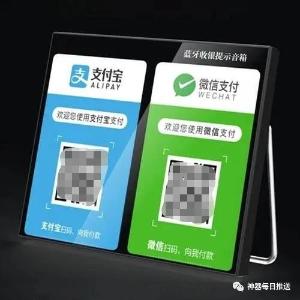 蓝牙收银提示音箱
支付宝
ALIPAY
欢迎您使用支付宝支付
支付宝扫码，向我付款
微信支付
WECHAT
欢迎您使用微信支付
微信扫码，向我付款
神器每日推送